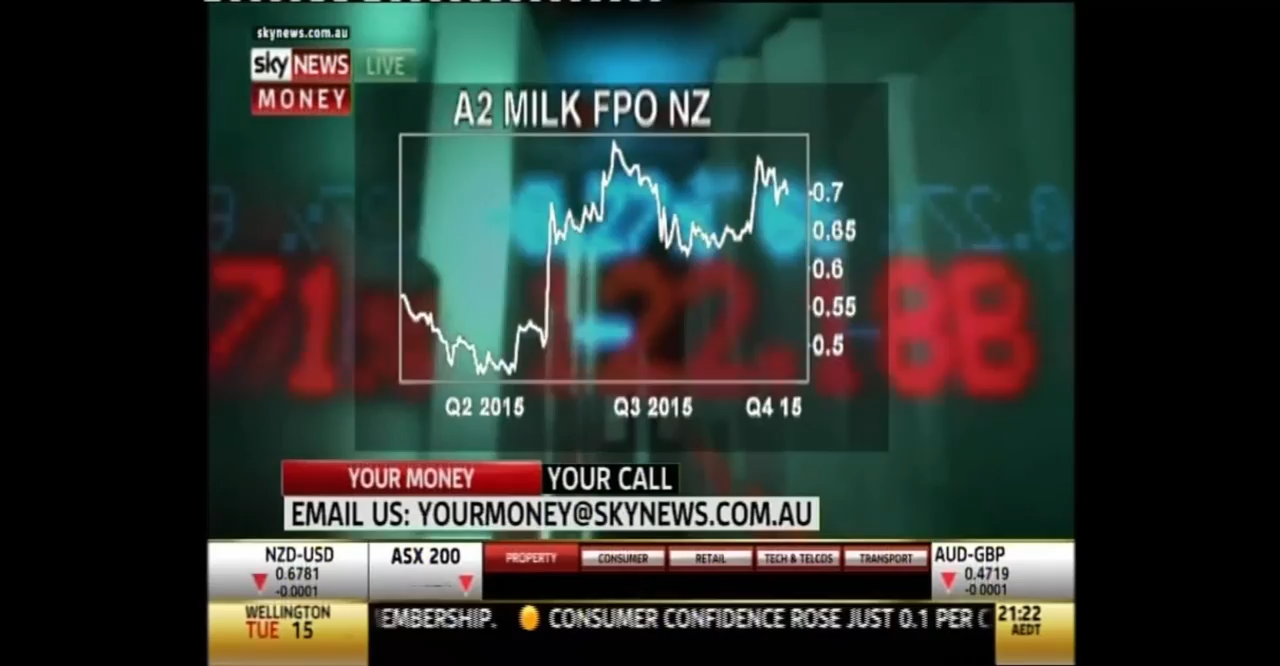 skynews.com.au
sky NEWS LIVE
MONEY
A2 MILK FPO NZ
0.7
0.65
0.6
0.55
0.5
Q2 2015 Q3 2015 Q4 15
YOUR MONEY YOUR CALL
EMAIL US: YOURMONEY@SKYNEWS.COM.AU
NZD-USD
0.6781
-0.0001
ASX 200
PROPERTY CONSUMER RETAIL TECH & TELCOS TRANSPORT
AUD-GBP
0.4719
-0.0001
WELLINGTON
TUE 15
EMBERSHIP. CONSUMER CONFIDENCE ROSE JUST 0.1 PER
21:22
AEDT